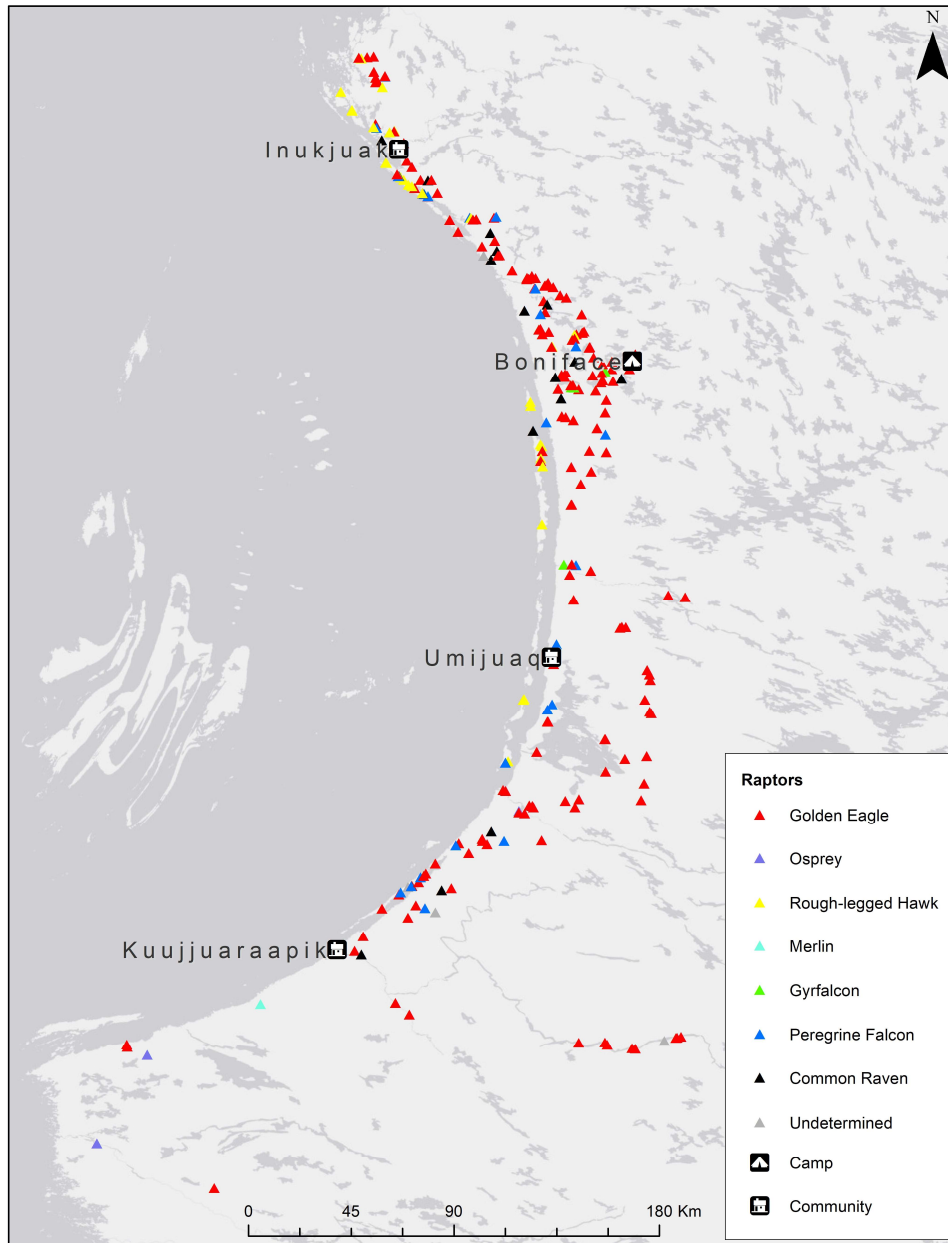 N
Inukjuak
Boniface
Umijuaq
Kuujjuaraapik
Raptors
Golden Eagle
Osprey
Rough-legged Hawk
Merlin
Gyrfalcon
Peregrine Falcon
Common Raven
Undetermined
Camp
Community
0 45 90 180 Km